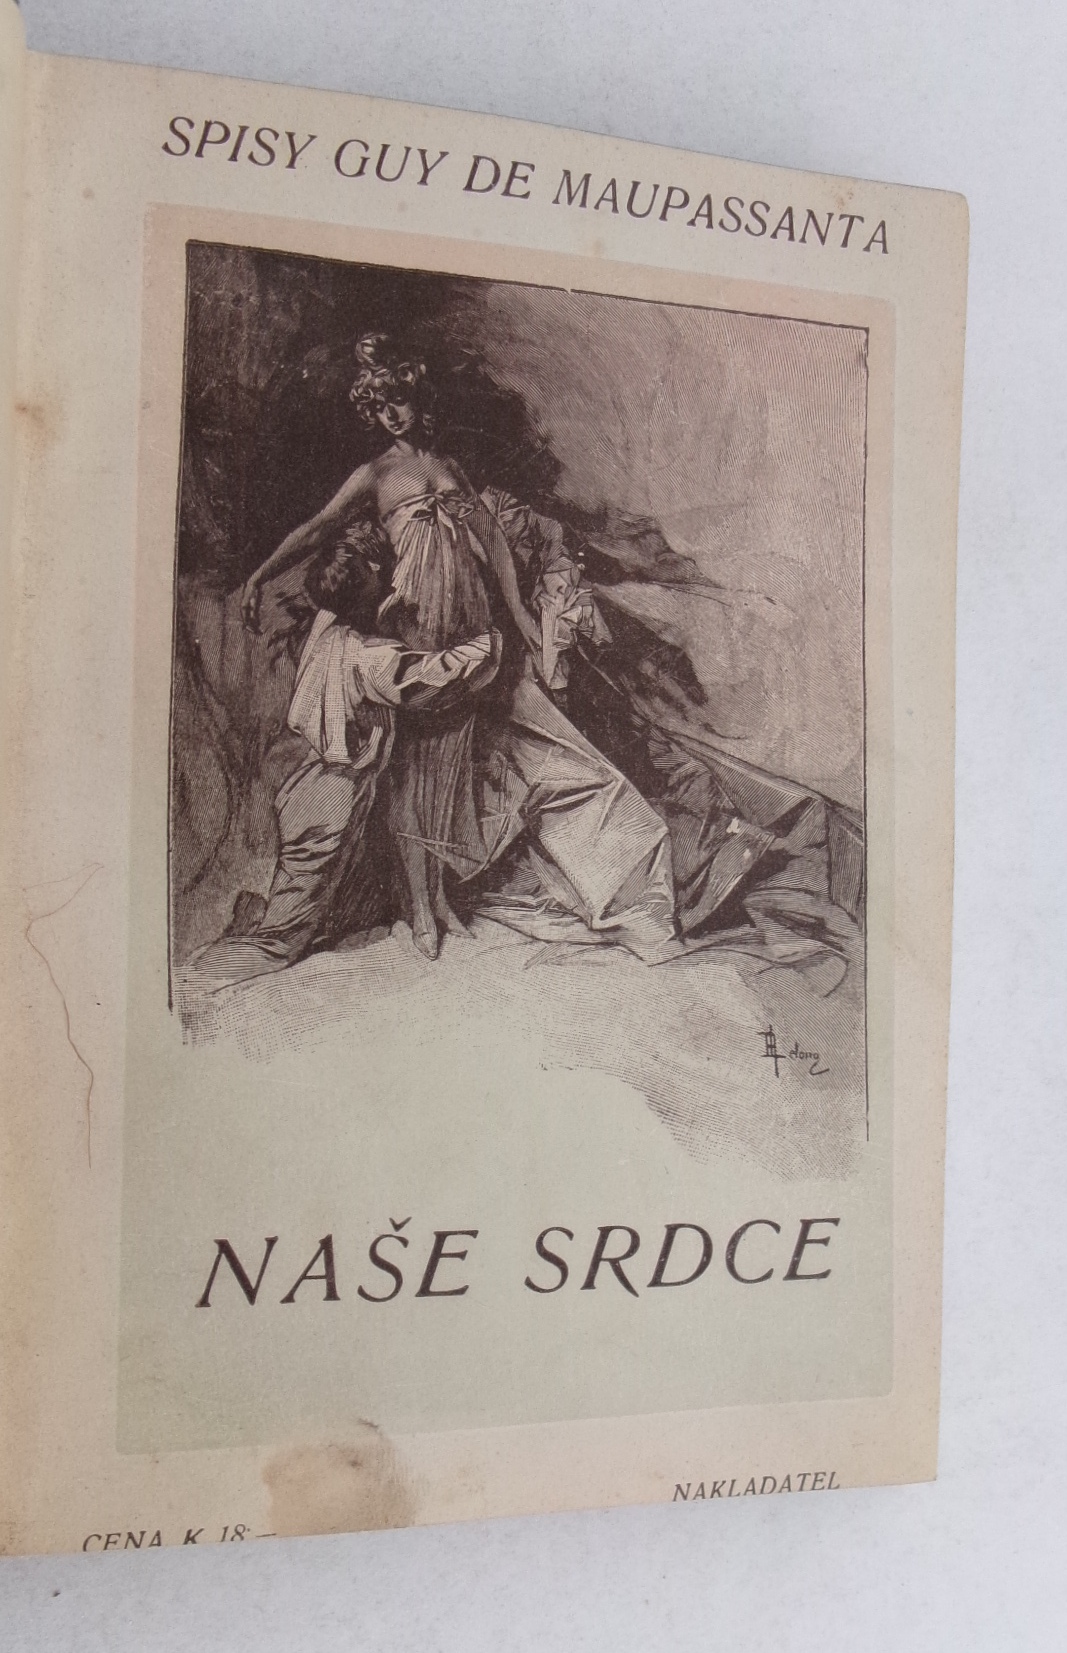 SPISY GUY DE MAUPASSANTA
NAŠE SRDCE
NAKLADATEL
CENA K 18·—